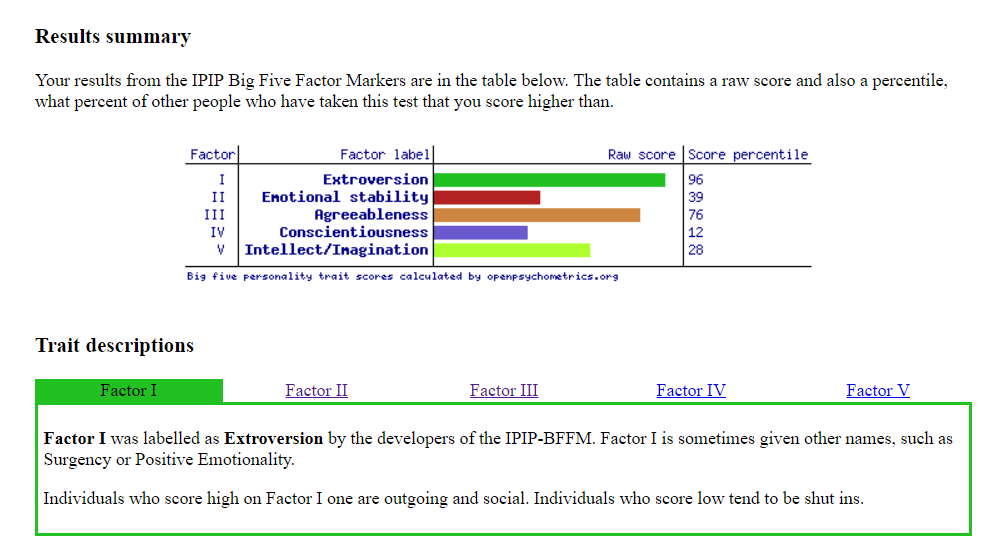 Results summary
Your results from the IPIP Big Five Factor Markers are in the table below. The table contains a raw score and also a percentile,
what percent of other people who have taken this test that you score higher than.
Factor Factor label Raw score Score percentile
I Extroversion 96
II Emotional stability 39
III Agreeableness 76
IV Conscientiousness 12
V Intellect/Imagination 28
Big five personality trait scores calculated by openpsychometrics.org
Trait descriptions
Factor I Factor II Factor III Factor IV Factor V
Factor I was labelled as Extroversion by the developers of the IPIP-BFFM. Factor I is sometimes given other names, such as
Surgency or Positive Emotionality.
Individuals who score high on Factor I one are outgoing and social. Individuals who score low tend to be shut ins.